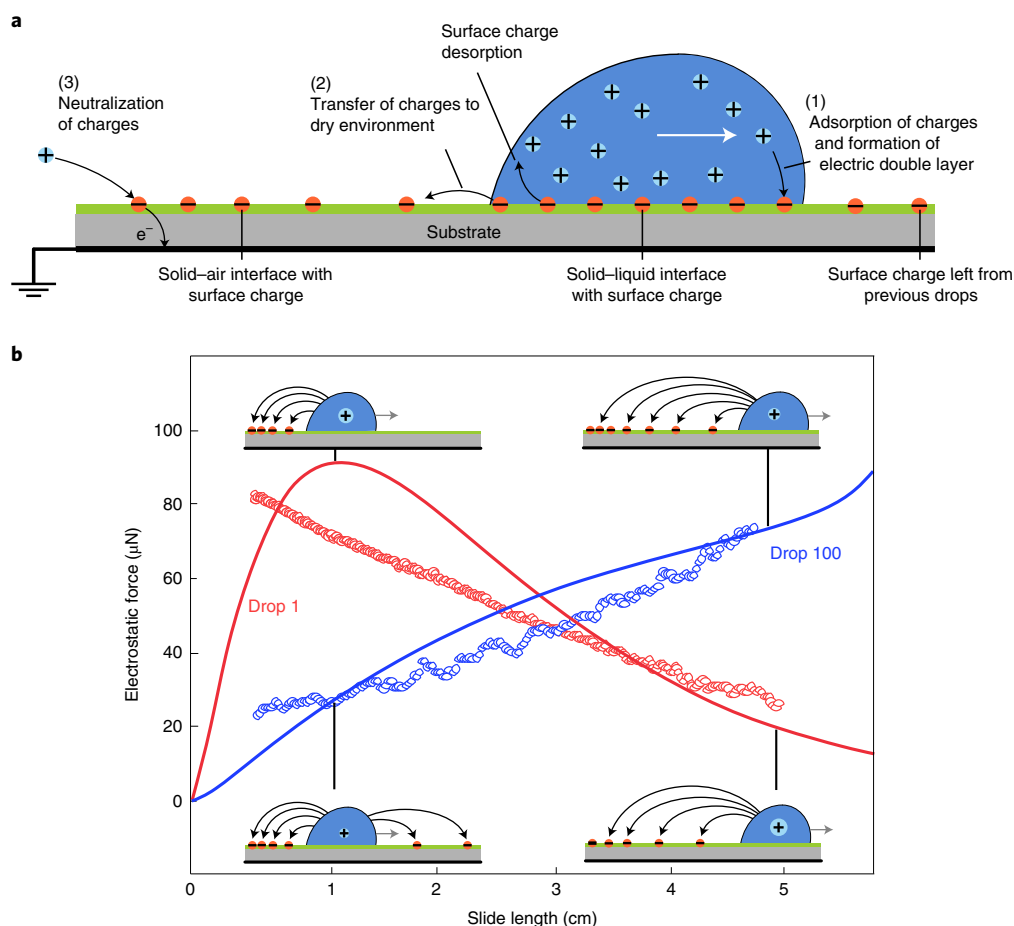 a
Surface charge
desorption
(3)
Neutralization
of charges
(2)
Transfer of charges to
dry environment
(1)
Adsorption of charges
and formation of
electric double layer
+
+
+
+
+
+
+
+
+
+
+
+
+
+
e–
Substrate
Solid–air interface with
surface charge
Solid–liquid interface
with surface charge
Surface charge left from
previous drops
b
Electrostatic force (µN)
100
80
60
40
20
0
+
+
Drop 1
Drop 100
+
+
0
1
2
3
4
5
Slide length (cm)